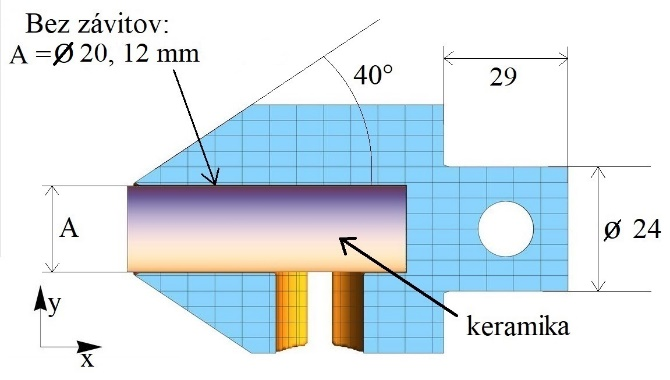 Bez závitov:
A = Ø 20, 12 mm
40°
29
A
ø 24
y
keramika
x